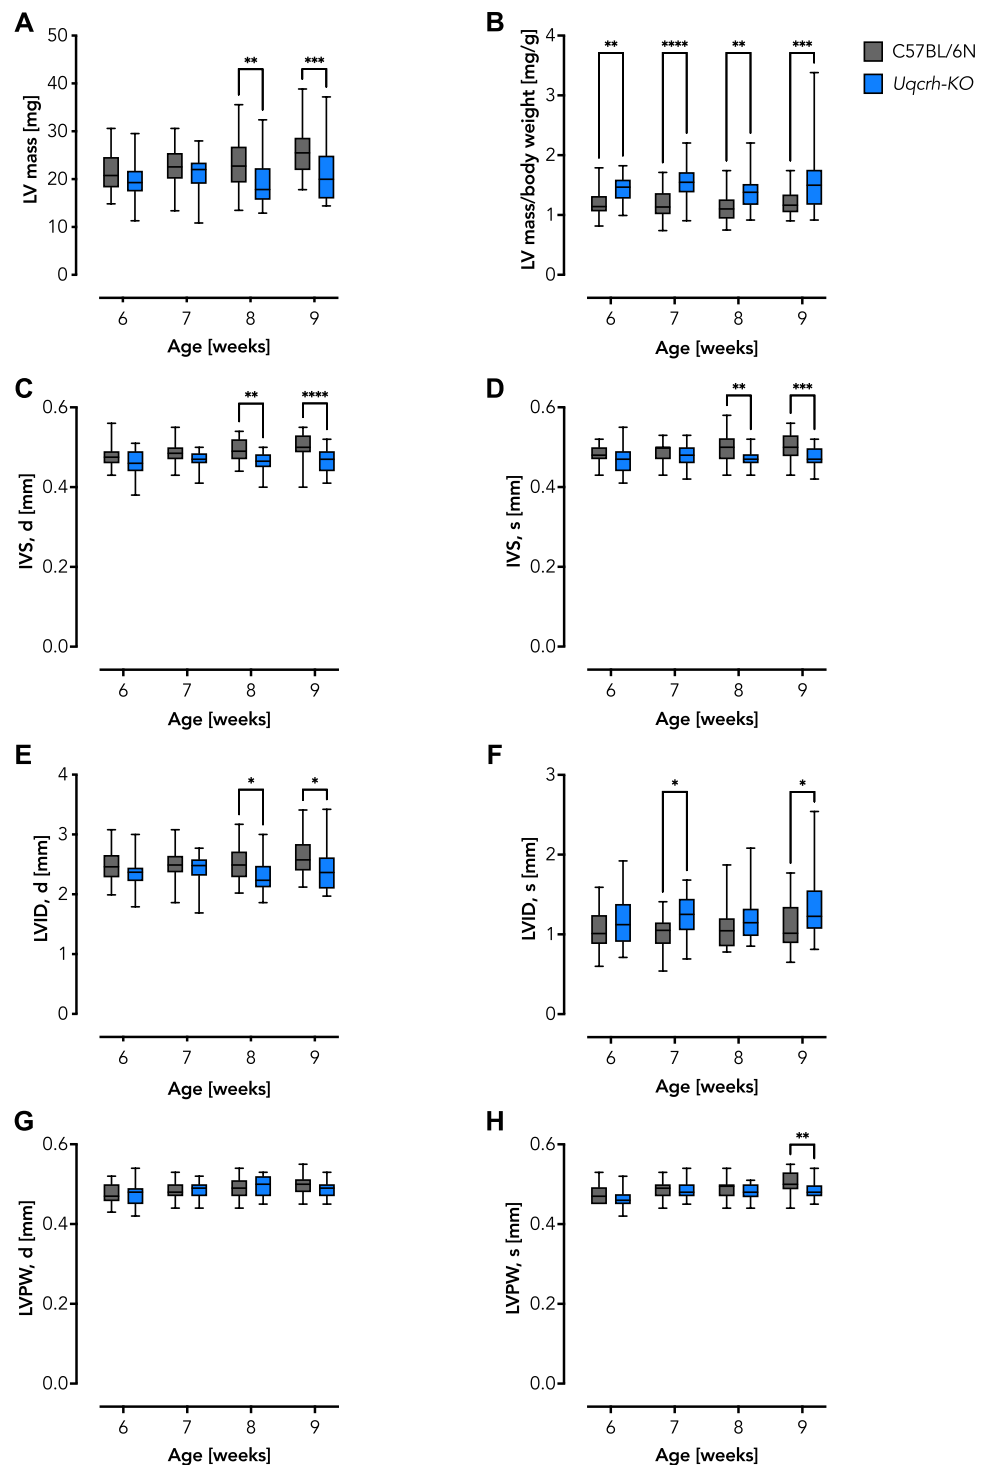 A
LV mass [mg]
50
40
30
20
10
0
**
***
6 7 8 9
Age [weeks]
B
LV mass/body weight [mg/g]
4
3
2
1
0
**
****
**
***
6 7 8 9
Age [weeks]
C57BL/6N
Uqcrh-KO
C
IVS, d [mm]
0.6
0.4
0.2
0.0
**
****
6 7 8 9
Age [weeks]
D
IVS, s [mm]
0.6
0.4
0.2
0.0
**
***
6 7 8 9
Age [weeks]
E
LVID, d [mm]
4
3
2
1
0
*
*
6 7 8 9
Age [weeks]
F
LVID, s [mm]
3
2
1
0
*
*
6 7 8 9
Age [weeks]
G
LVPW, d [mm]
0.6
0.4
0.2
0.0
6 7 8 9
Age [weeks]
H
LVPW, s [mm]
0.6
0.4
0.2
0.0
**
6 7 8 9
Age [weeks]